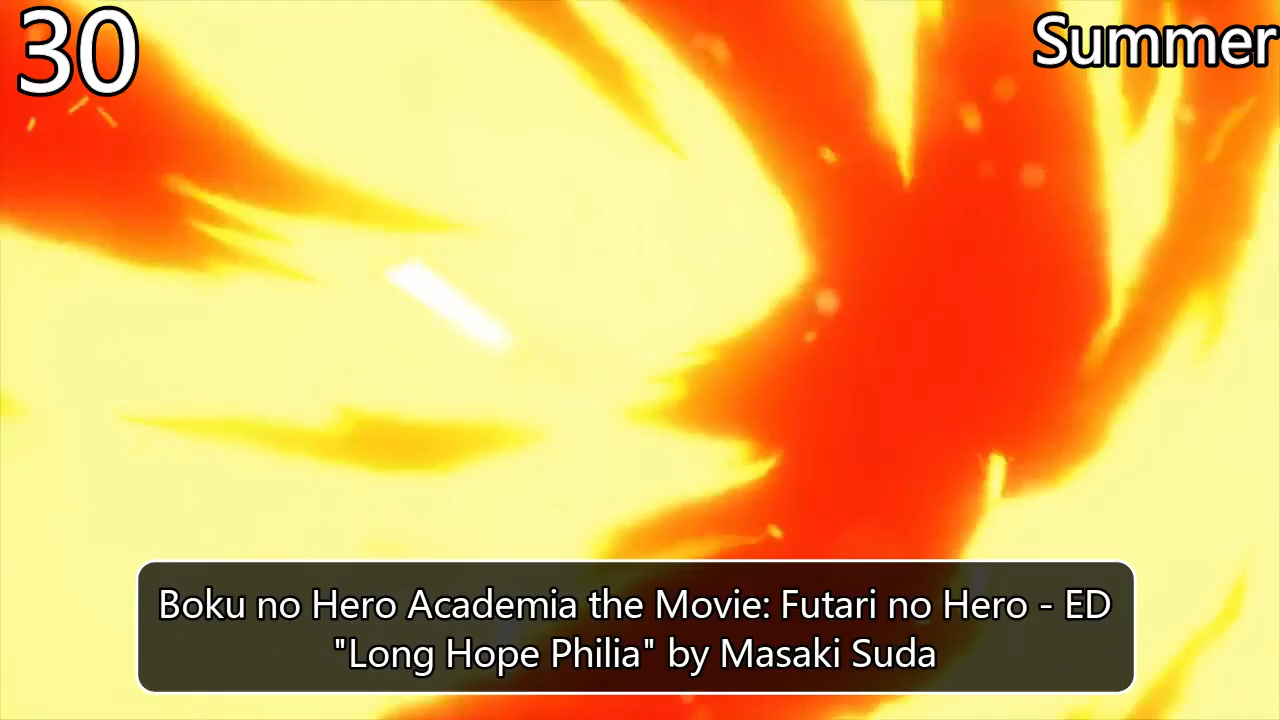 30
Summer
Boku no Hero Academia the Movie: Futari no Hero - ED
"Long Hope Philia" by Masaki Suda